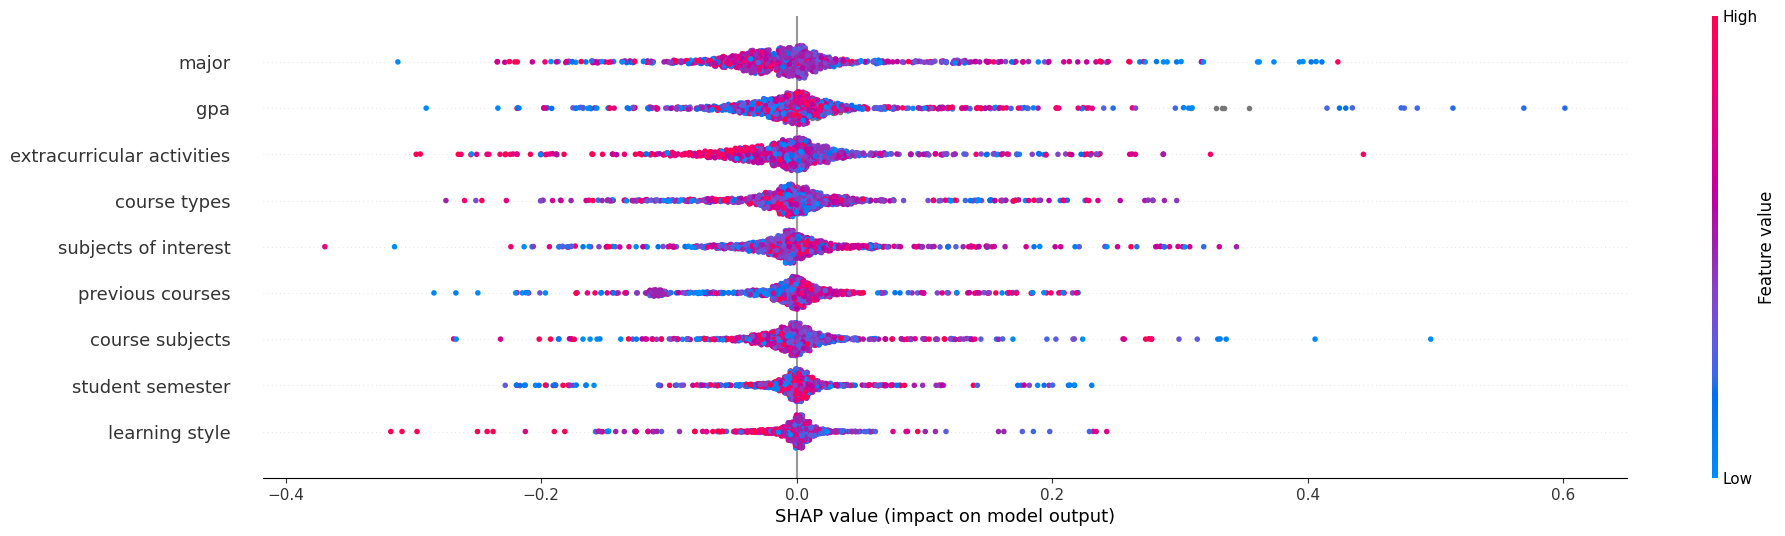 High
major
gpa
extracurricular activities
course types
subjects of interest
previous courses
course subjects
student semester
learning style
Feature value
Low
−0.4 −0.2 0.0 0.2 0.4 0.6
SHAP value (impact on model output)